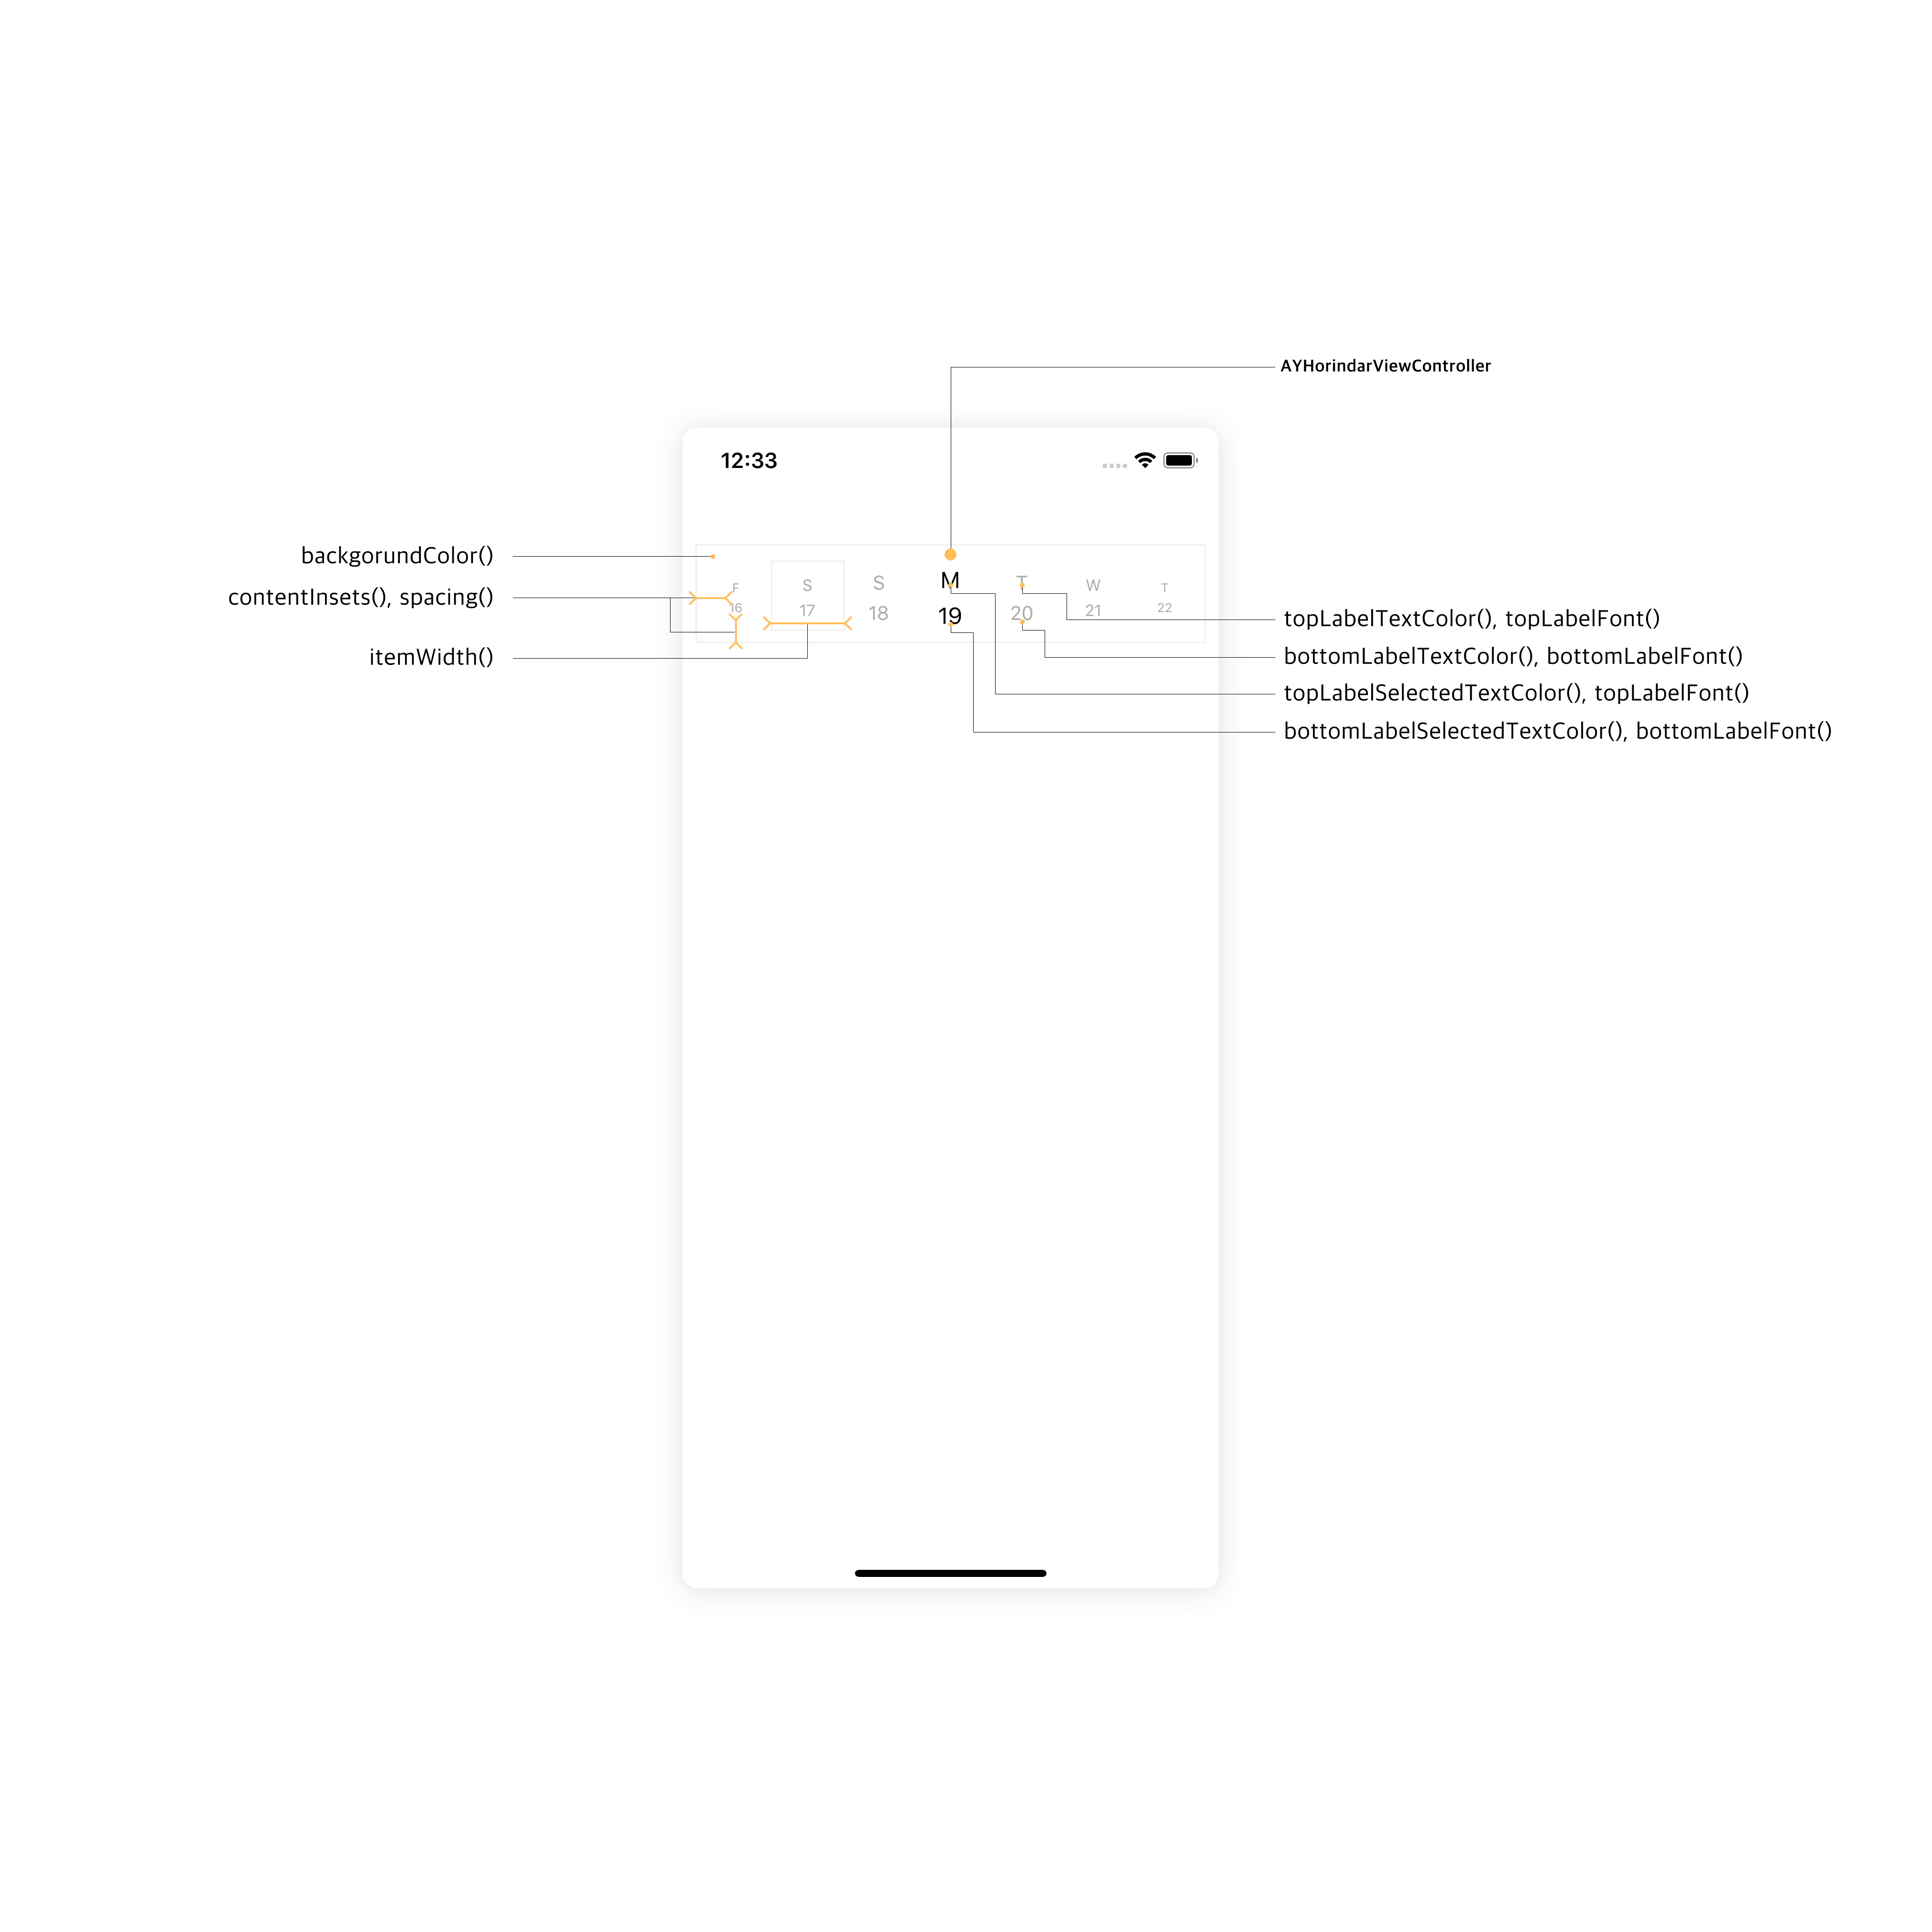 AYHorindarViewController
12:33
backgorundColor()
contentInsets(), spacing()
itemWidth()
F S S M T W T
16 17 18 19 20 21 22
topLabelTextColor(), topLabelFont()
bottomLabelTextColor(), bottomLabelFont()
topLabelSelectedTextColor(), topLabelFont()
bottomLabelSelectedTextColor(), bottomLabelFont()